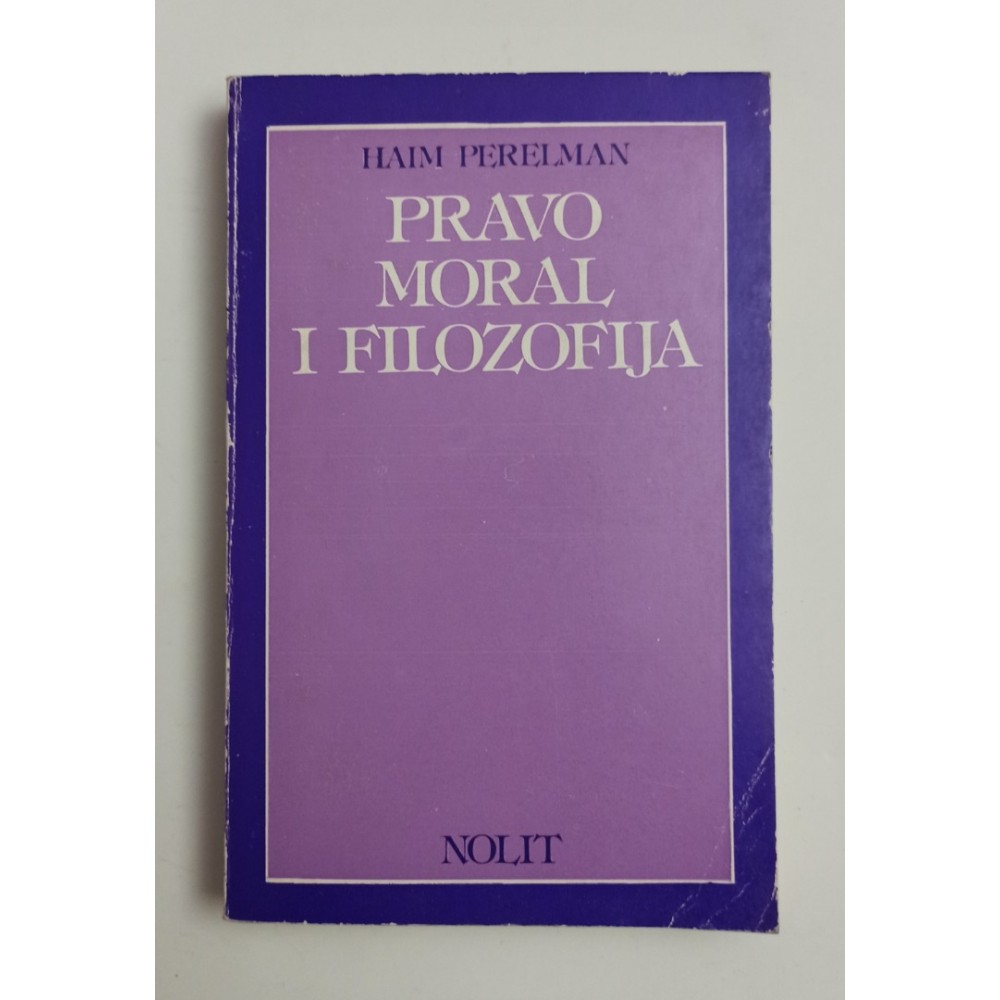 HAIM PERELMAN
PRAVO
MORAL
I FILOZOFIJA
NOLIT